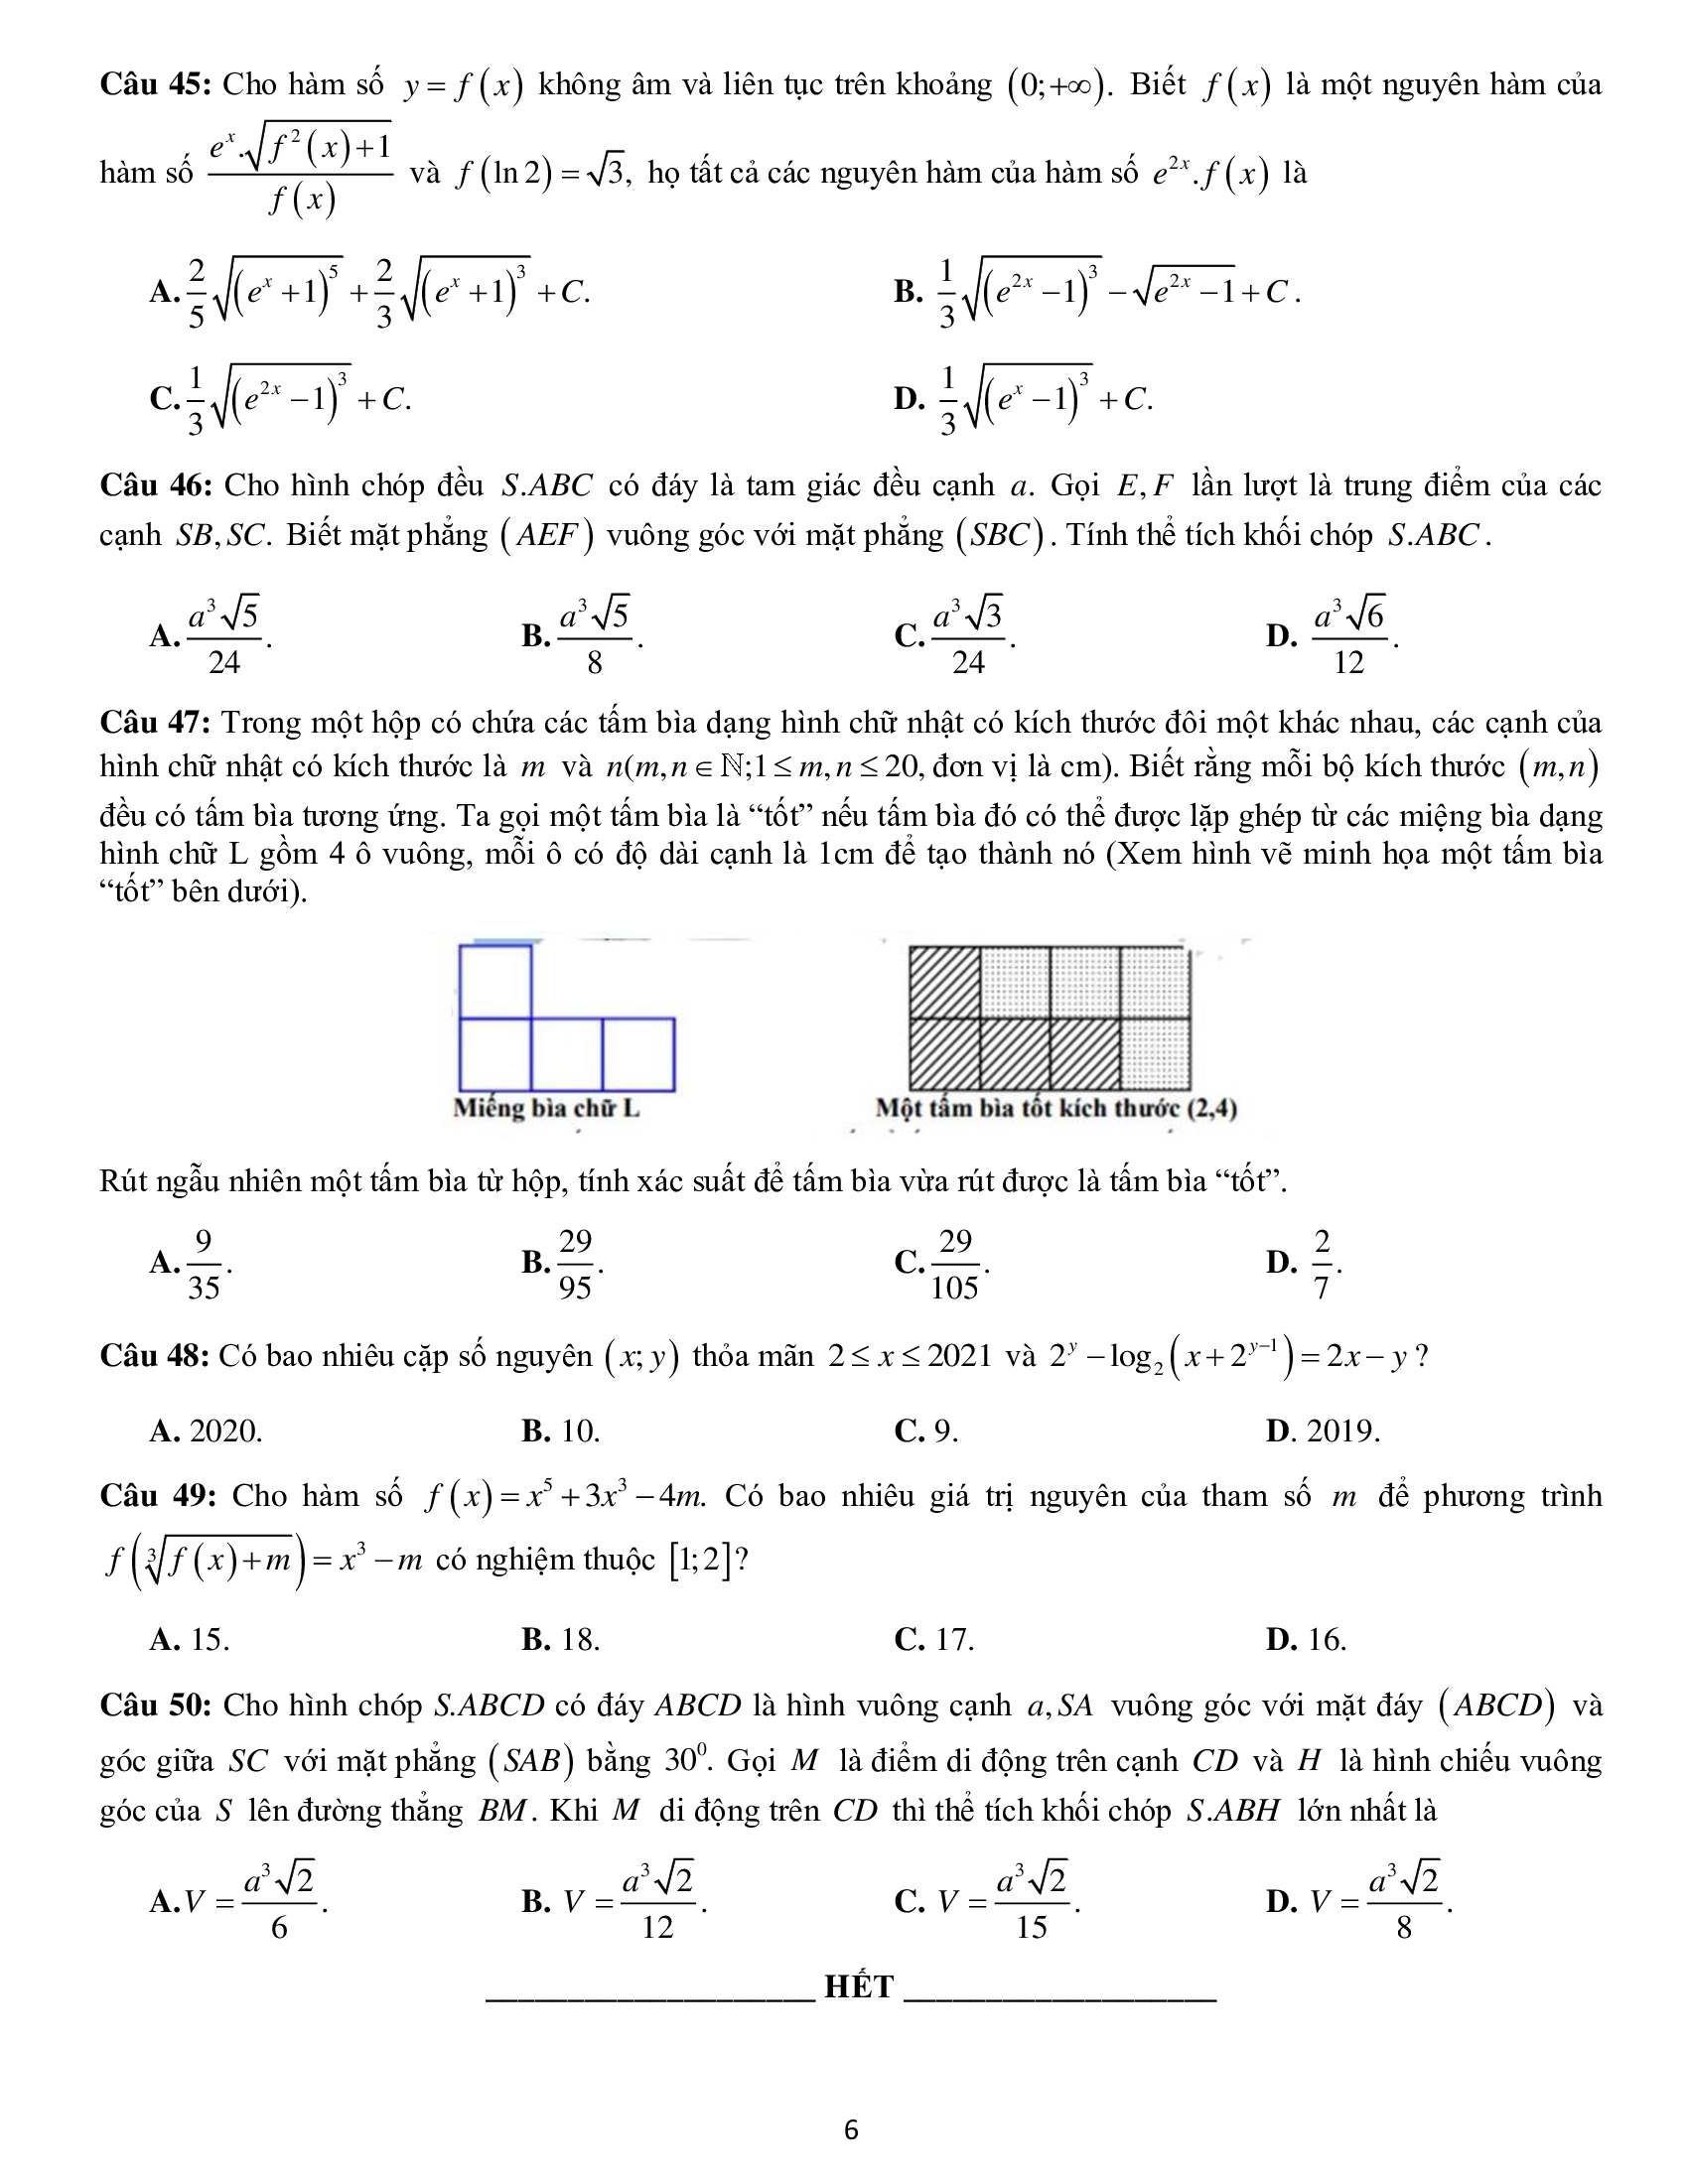 Câu 45: Cho hàm số y = f(x) không âm và liên tục trên khoảng (0;+∞). Biết f(x) là một nguyên hàm của
hàm số \frac{e^x.\sqrt{f^2(x)+1}}{f(x)} và f(ln2) = √3, họ tất cả các nguyên hàm của hàm số e^{2x}.f(x) là
A. \frac{2}{5}\sqrt{(e^x+1)^5} + \frac{2}{3}\sqrt{(e^x+1)^3} + C. B. \frac{1}{3}\sqrt{(e^{2x}-1)^3} - \sqrt{e^{2x}-1} + C.
C. \frac{1}{3}\sqrt{(e^{2x}-1)^3} + C. D. \frac{1}{3}\sqrt{(e^x-1)^3} + C.
Câu 46: Cho hình chóp đều S.ABC có đáy là tam giác đều cạnh a. Gọi E,F lần lượt là trung điểm của các
cạnh SB,SC. Biết mặt phẳng (AEF) vuông góc với mặt phẳng (SBC). Tính thể tích khối chóp S.ABC.
A. \frac{a^3\sqrt{5}}{24}. B. \frac{a^3\sqrt{5}}{8}. C. \frac{a^3\sqrt{3}}{24}. D. \frac{a^3\sqrt{6}}{12}.
Câu 47: Trong một hộp có chứa các tấm bìa dạng hình chữ nhật có kích thước đôi một khác nhau, các cạnh của
hình chữ nhật có kích thước là m và n(m,n ∈ ℕ;1 ≤ m,n ≤ 20, đơn vị là cm). Biết rằng mỗi bộ kích thước (m,n)
đều có tấm bìa tương ứng. Ta gọi một tấm bìa là “tốt” nếu tấm bìa đó có thể được lặp ghép từ các miệng bìa dạng
hình chữ L gồm 4 ô vuông, mỗi ô có độ dài cạnh là 1cm để tạo thành nó (Xem hình vẽ minh họa một tấm bìa
“tốt” bên dưới).
Miếng bìa chữ L Một tấm bìa tốt kích thước (2,4)
Rút ngẫu nhiên một tấm bìa từ hộp, tính xác suất để tấm bìa vừa rút được là tấm bìa “tốt”.
A. \frac{9}{35}. B. \frac{29}{95}. C. \frac{29}{105}. D. \frac{2}{7}.
Câu 48: Có bao nhiêu cặp số nguyên (x;y) thỏa mãn 2 ≤ x ≤ 2021 và 2^y - log_2(x + 2^{y-1}) = 2x - y ?
A. 2020. B. 10. C. 9. D. 2019.
Câu 49: Cho hàm số f(x) = x^5 + 3x^3 - 4m. Có bao nhiêu giá trị nguyên của tham số m để phương trình
f(\sqrt[3]{f(x)+m}) = x^3 - m có nghiệm thuộc [1;2]?
A. 15. B. 18. C. 17. D. 16.
Câu 50: Cho hình chóp S.ABCD có đáy ABCD là hình vuông cạnh a,SA vuông góc với mặt đáy (ABCD) và
góc giữa SC với mặt phẳng (SAB) bằng 30^0. Gọi M là điểm di động trên cạnh CD và H là hình chiếu vuông
góc của S lên đường thẳng BM. Khi M di động trên CD thì thể tích khối chóp S.ABH lớn nhất là
A. V = \frac{a^3\sqrt{2}}{6}. B. V = \frac{a^3\sqrt{2}}{12}. C. V = \frac{a^3\sqrt{2}}{15}. D. V = \frac{a^3\sqrt{2}}{8}.
HẾT
6